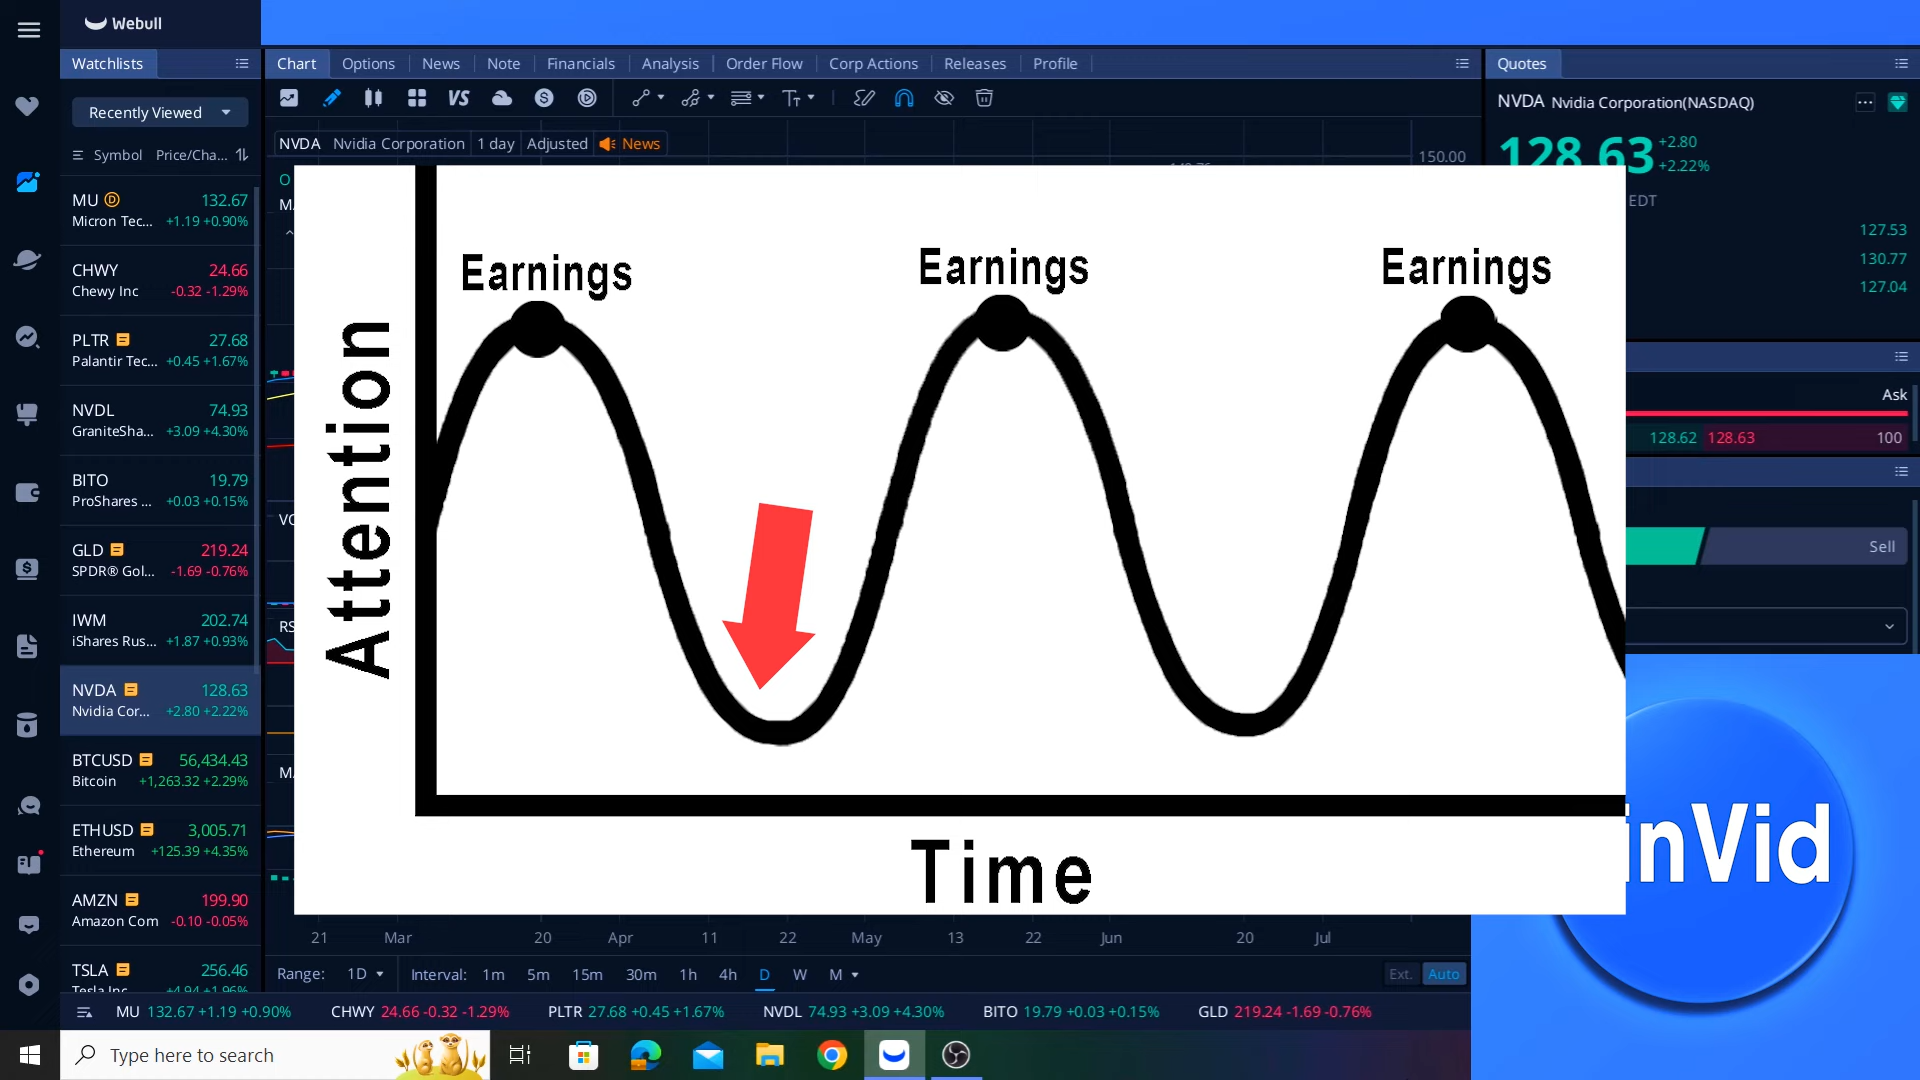 Webull
Watchlists
Chart Options News Note Financials Analysis Order Flow Corp Actions Releases Profile
Quotes
Recently Viewed
VS
NVDA Nvidia Corporation(NASDAQ)
128.63 +2.80
+2.22%
EDT
127.53
130.77
127.04
Ask
128.62 128.63 100
Sell
Symbol Price/Cha...
NVDA Nvidia Corporation 1 day Adjusted News
150.00
MU 132.67
Micron Tec... +1.19 +0.90%
CHWY 24.66
Chewy Inc -0.32 -1.29%
PLTR 27.68
Palantir Tec... +0.45 +1.67%
NVDL 74.93
GraniteSha... +3.09 +4.30%
BITO 19.79
ProShares ... +0.03 +0.15%
GLD 219.24
SPDR® Gol... -1.69 -0.76%
IWM 202.74
iShares Rus... +1.87 +0.93%
NVDA 128.63
Nvidia Cor... +2.80 +2.22%
BTCUSD 56,434.43
Bitcoin +1,263.32 +2.29%
ETHUSD 3,005.71
Ethereum +125.39 +4.35%
AMZN 199.90
Amazon Com -0.10 -0.05%
TSLA 256.46
Tesla Inc +4.94 +1.96%
Earnings Earnings Earnings
Attention
Time
inVid
21 Mar 20 Apr 11 22 May 13 22 Jun 20 Jul
Range: 1D Interval: 1m 5m 15m 30m 1h 4h D W M Ext. Auto
MU 132.67 +1.19 +0.90% CHWY 24.66 -0.32 -1.29% PLTR 27.68 +0.45 +1.67% NVDL 74.93 +3.09 +4.30% BITO 19.79 +0.03 +0.15% GLD 219.24 -1.69 -0.76%
Type here to search